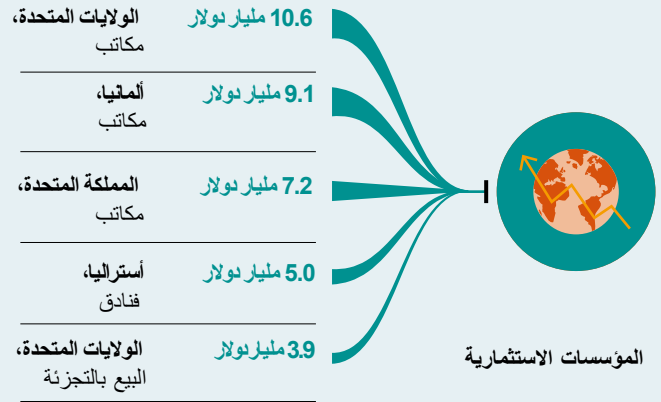 10.6 مليار دولار الولايات المتحدة،
مكاتب
9.1 مليار دولار ألمانيا،
مكاتب
7.2 مليار دولار المملكة المتحدة،
مكاتب
5.0 مليار دولار أستراليا،
فنادق
3.9 مليار دولار الولايات المتحدة،
البيع بالتجزئة
المؤسسات الاستثمارية